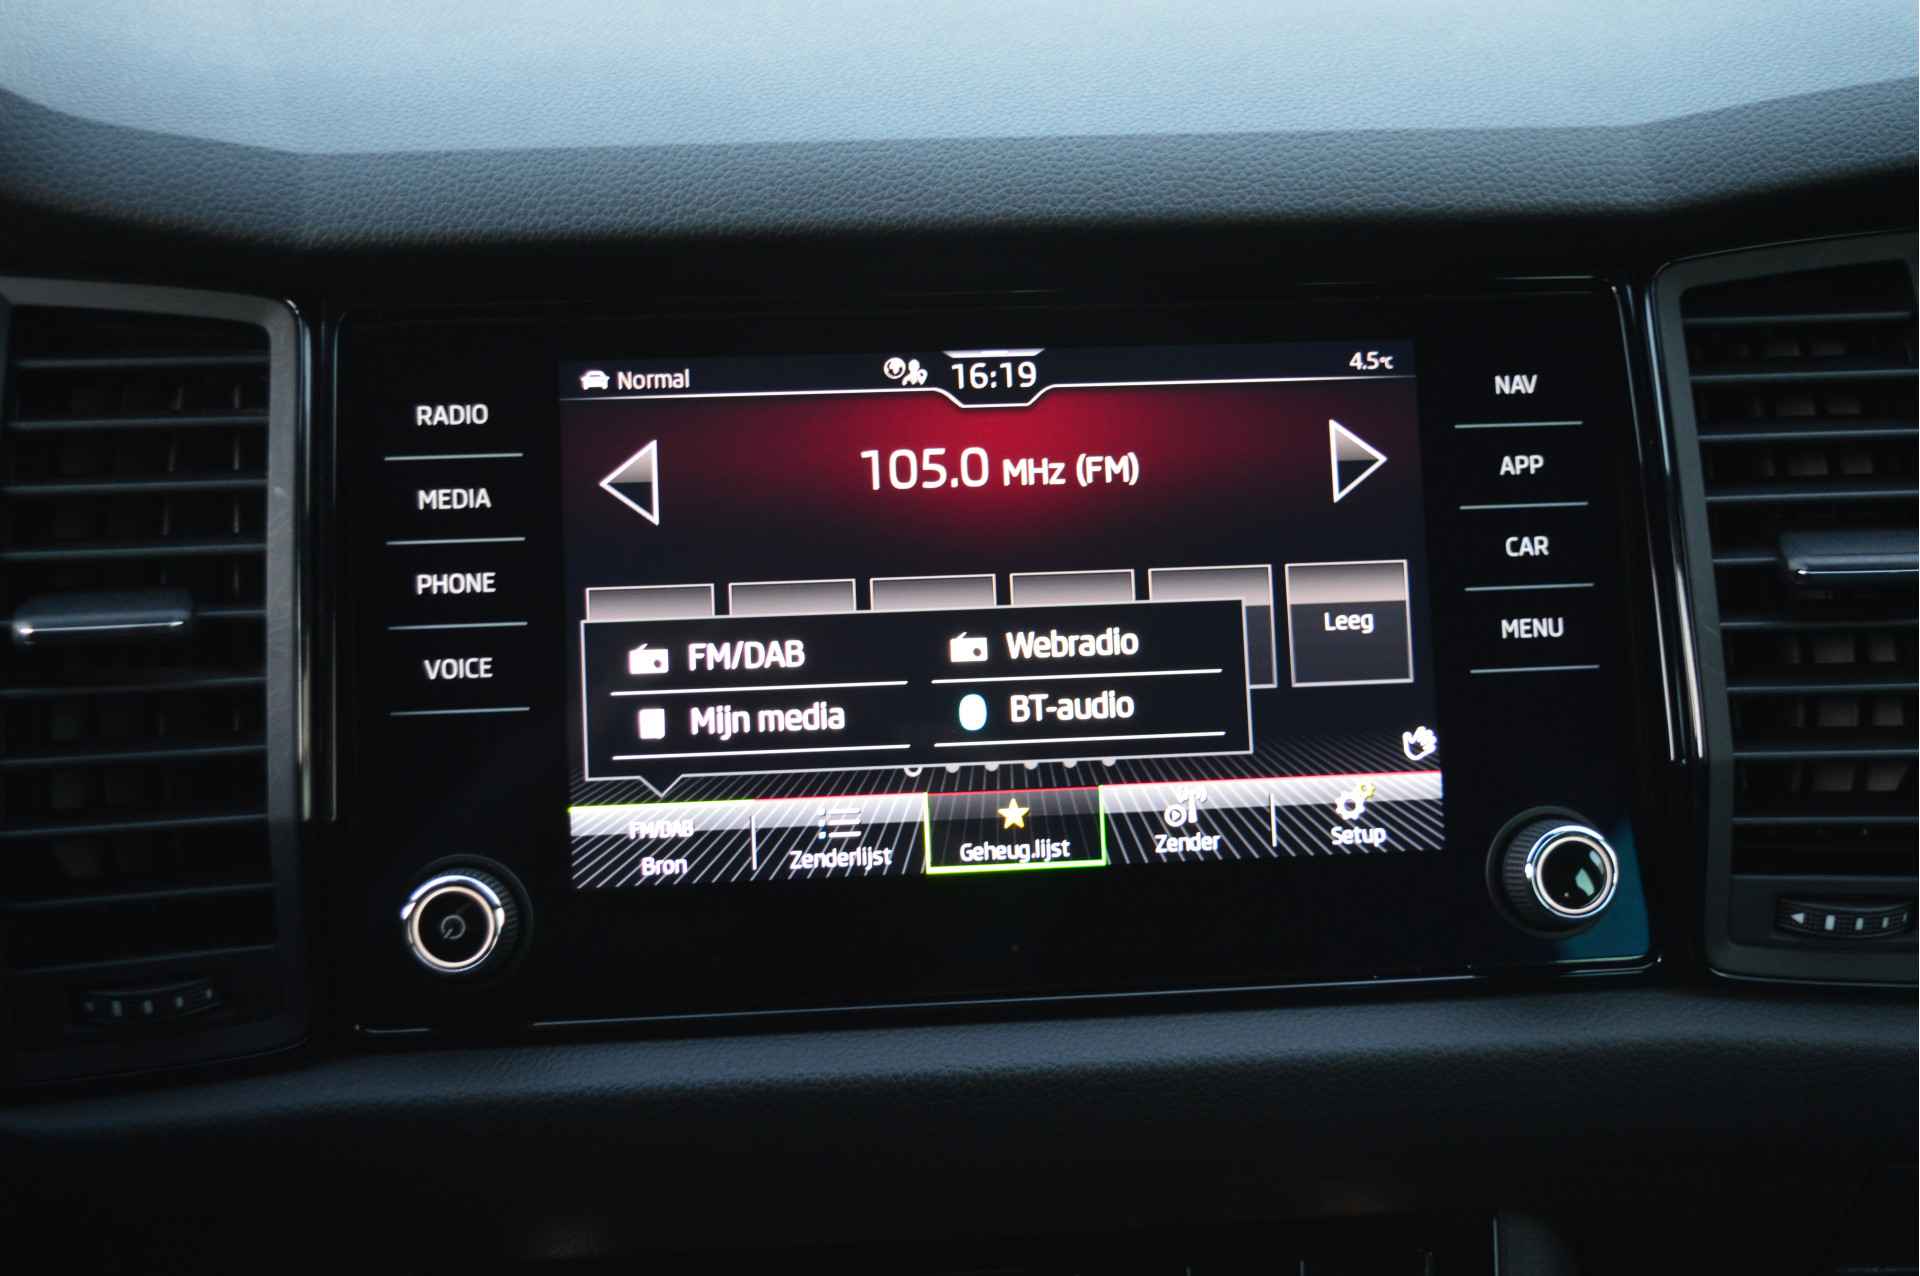 Normal
16:19
4.5°C
RADIO
MEDIA
PHONE
VOICE
105.0 MHz (FM)
Leeg
FM/DAB
Webradio
Mijn media
BT-audio
FM/DAB
Bron
Zenderlijst
Geheug.lijst
Zender
Setup
NAV
APP
CAR
MENU